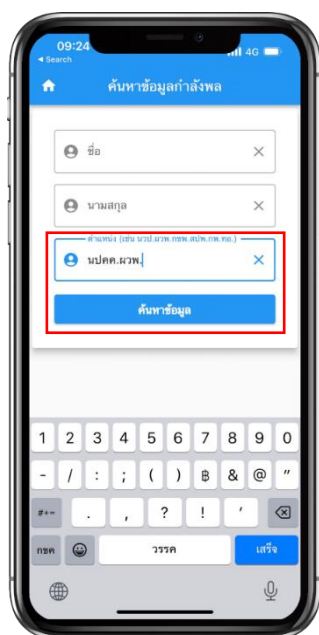 09:24
4G
◀ Search
ค้นหาข้อมูลกำลังพล
ชื่อ
นามสกุล
ตำแหน่ง (เช่น นวป.มวพ.กขพ.สปพ.กพ.ทอ.)
นปคค.ผวพ.
ค้นหาข้อมูล
1 2 3 4 5 6 7 8 9 0
- / : ; ( ) ฿ & @ "
#+= . , ? ! '
กขค วรรค เสร็จ